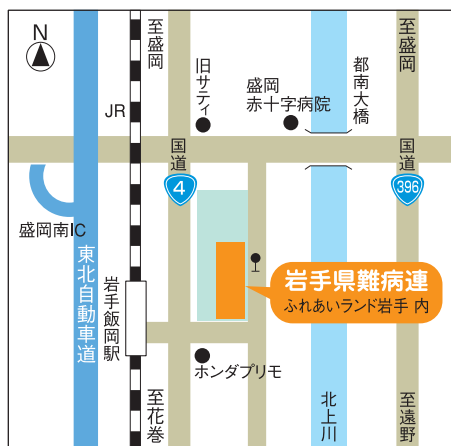 N
至盛岡
旧サティ
盛岡
赤十字病院
都南大橋
至盛岡
JR
国道
4
国道
396
盛岡南IC
東北自動車道
岩手飯岡駅
岩手県難病連
ふれあいランド岩手 内
ホンダプリモ
至花巻
北上川
至遠野